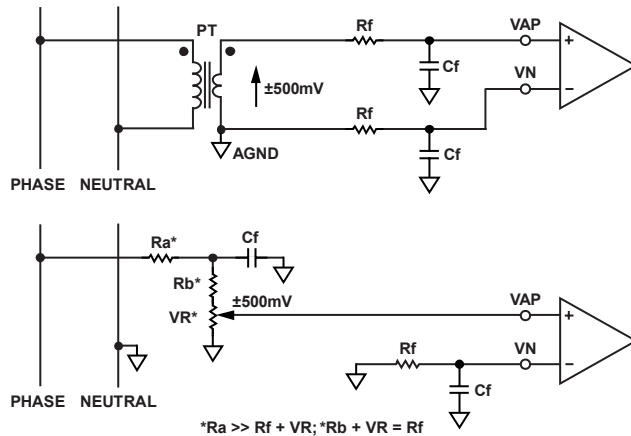 PT
Rf
VAP
Cf
±500mV
VN
Rf
AGND
Cf
PHASE NEUTRAL
Ra*
Cf
Rb*
±500mV
VR*
VAP
Rf
VN
Cf
PHASE NEUTRAL
*Ra >> Rf + VR; *Rb + VR = Rf